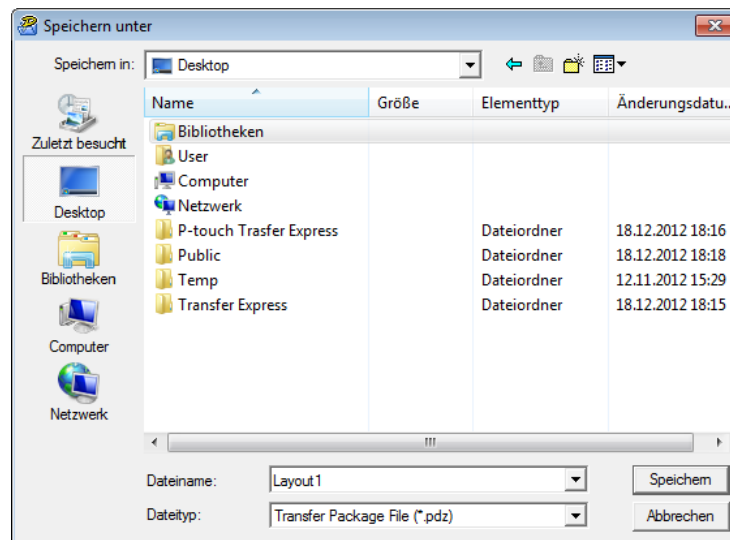 Speichern unter
Speichern in: Desktop
Name Größe Elementtyp Änderungsdatu...
Zuletzt besucht
Desktop
Bibliotheken
Computer
Netzwerk
Bibliotheken
User
Computer
Netzwerk
P-touch Trasfer Express Dateiordner 18.12.2012 18:16
Public Dateiordner 18.12.2012 18:18
Temp Dateiordner 12.11.2012 15:29
Transfer Express Dateiordner 18.12.2012 18:15
Dateiname: Layout1 Speichern
Dateityp: Transfer Package File (*.pdz) Abbrechen